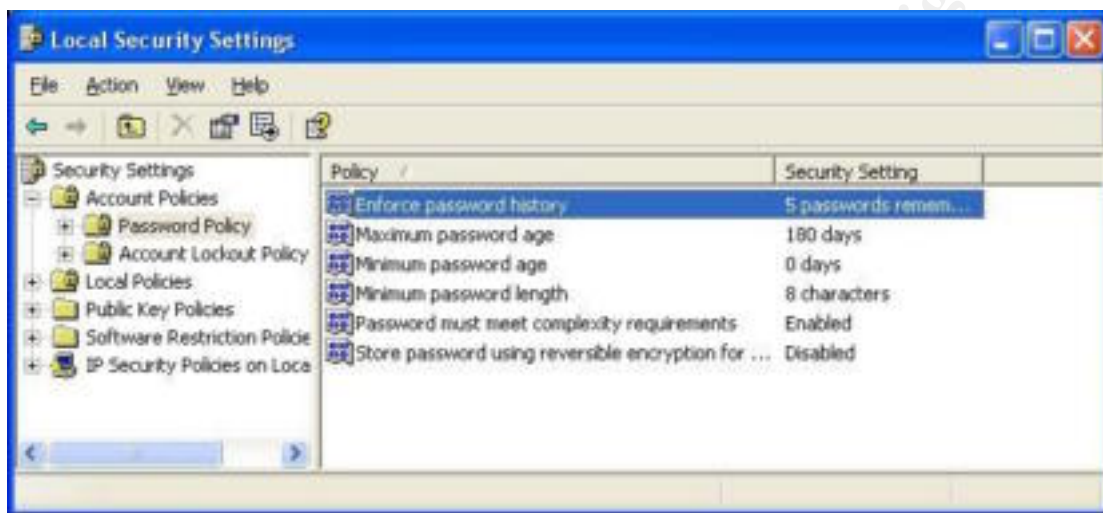 Local Security Settings
File Action View Help
Security Settings
Account Policies
Password Policy
Account Lockout Policy
Local Policies
Public Key Policies
Software Restriction Policie
IP Security Policies on Loca
Policy Security Setting
Enforce password history 5 passwords remem...
Maximum password age 180 days
Minimum password age 0 days
Minimum password length 8 characters
Password must meet complexity requirements Enabled
Store password using reversible encryption for ... Disabled